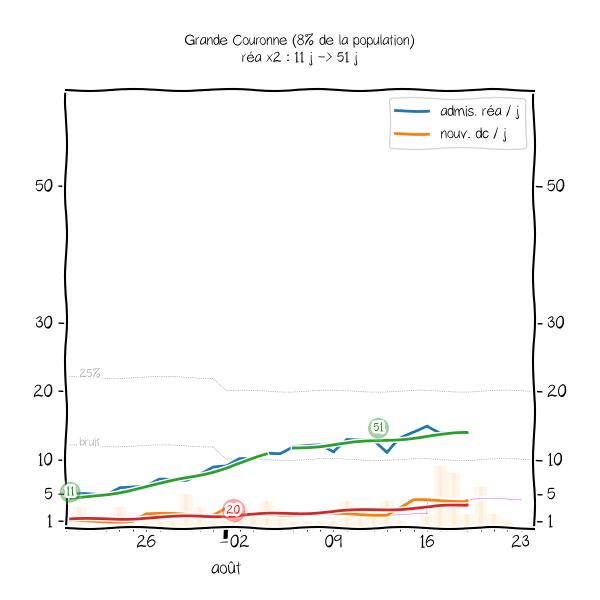 Grande Couronne (8% de la population)
réa x2 : 11 j -> 51 j
admis. réa / j
nouv. dc / j
50 50
30 30
25%
20 20
51
bruit
10 10
11
5 5
20
1 1
26 02 09 16 23
août